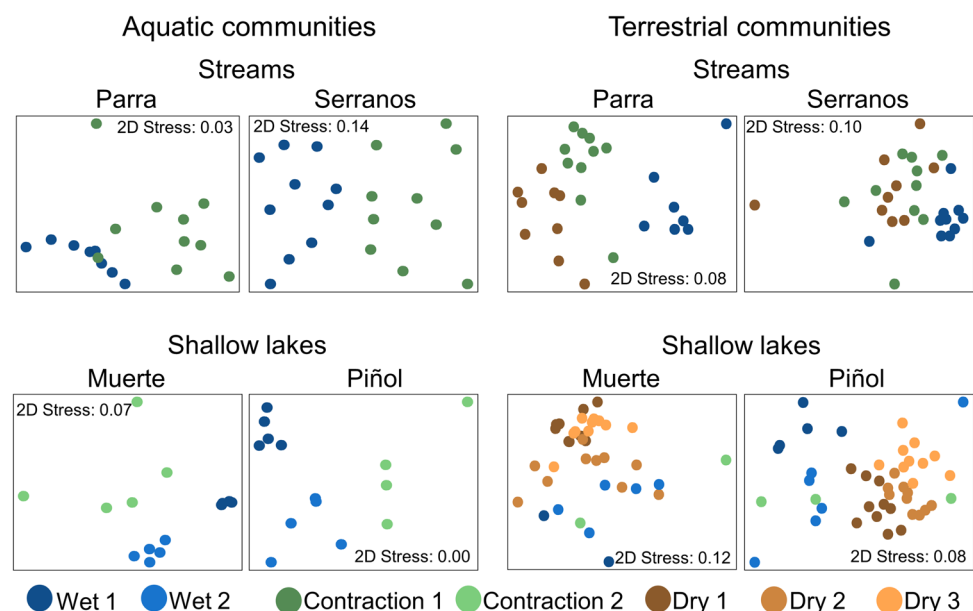 Aquatic communities
Terrestrial communities
Streams
Streams
Parra
Serranos
Parra
Serranos
2D Stress: 0.03
2D Stress: 0.14
2D Stress: 0.08
2D Stress: 0.10
Shallow lakes
Shallow lakes
Muerte
Piñol
Muerte
Piñol
2D Stress: 0.07
2D Stress: 0.00
2D Stress: 0.12
2D Stress: 0.08
Wet 1 Wet 2 Contraction 1 Contraction 2 Dry 1 Dry 2 Dry 3